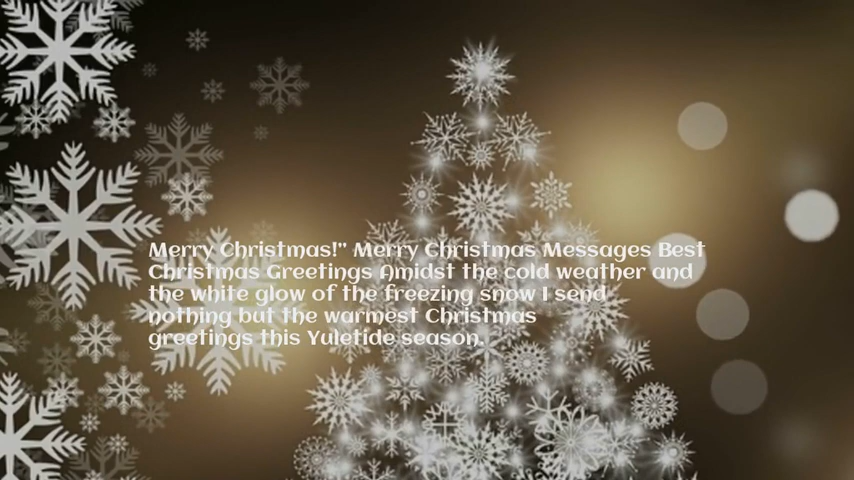 Merry Christmas!" Merry Christmas Messages Best
Christmas Greetings Amidst the cold weather and
the white glow of the freezing snow I send
nothing but the warmest Christmas
greetings this Yuletide season.